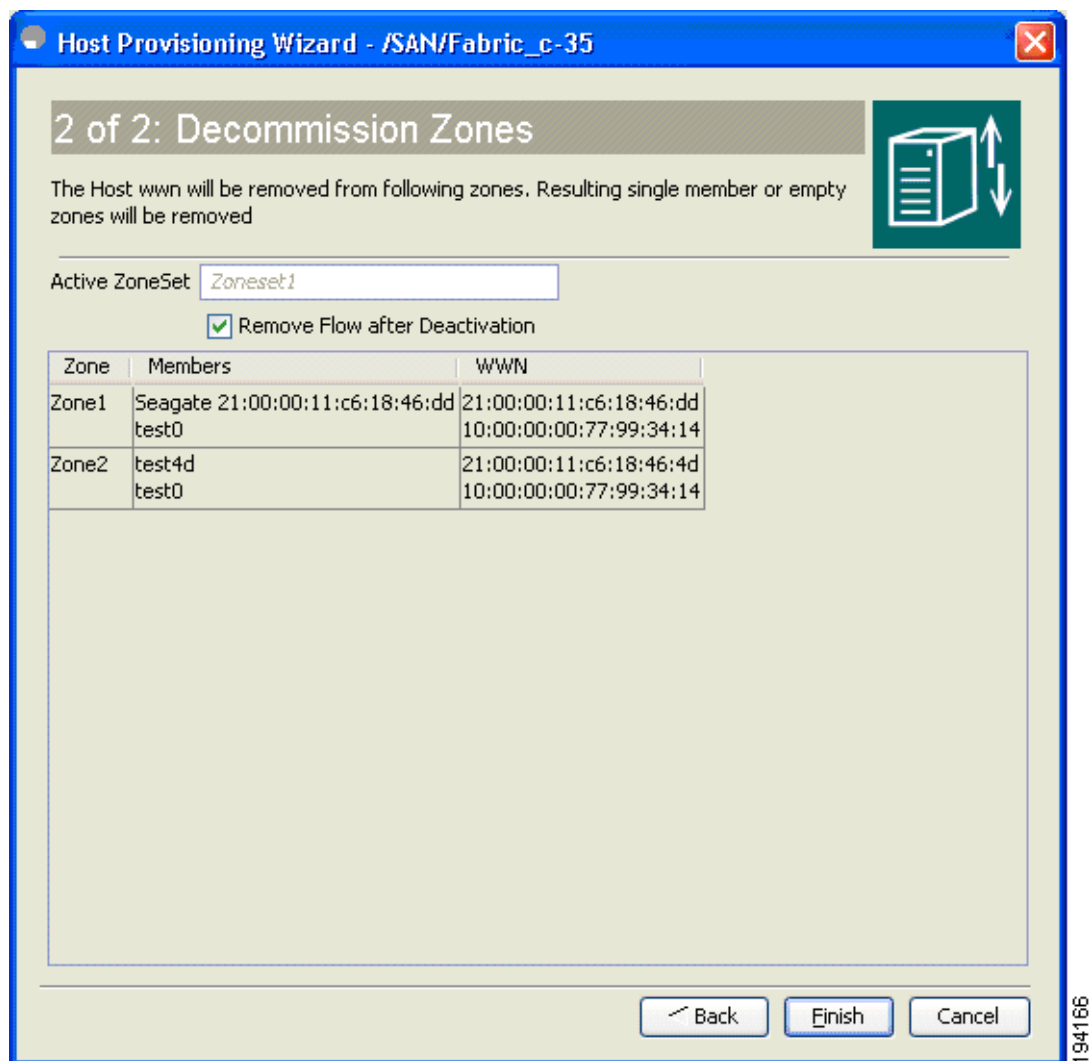 Host Provisioning Wizard - /SAN/Fabric_c-35
2 of 2: Decommission Zones
The Host wwn will be removed from following zones. Resulting single member or empty
zones will be removed
Active ZoneSet Zoneset1
Remove Flow after Deactivation
Zone Members WWN
Zone1 Seagate 21:00:00:11:c6:18:46:dd 21:00:00:11:c6:18:46:dd
test0 10:00:00:00:77:99:34:14
Zone2 test4d 21:00:00:11:c6:18:46:4d
test0 10:00:00:00:77:99:34:14
Back Finish Cancel
94166